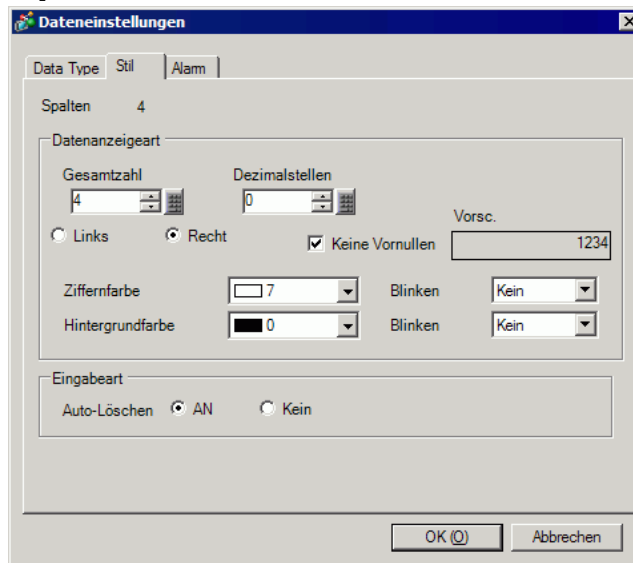 Dateneinstellungen
Data Type Stil Alarm
Spalten 4
Datenanzeigeart
Gesamtzahl Dezimalstellen
4 0
Vorsc.
Links Recht Keine Vornullen 1234
Ziffernfarbe 7 Blinken Kein
Hintergrundfarbe 0 Blinken Kein
Eingabeart
Auto-Löschen AN Kein
OK (O) Abbrechen